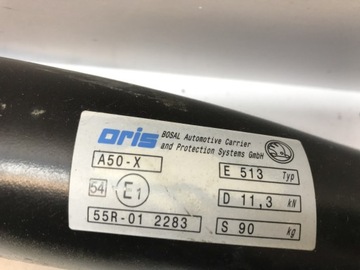 oris
BOSAL Automotive Carrier
and Protection Systems GmbH
A50-X
E 513 Typ
54
E1
D 11,3 kN
55R-01 2283
S 90 kg